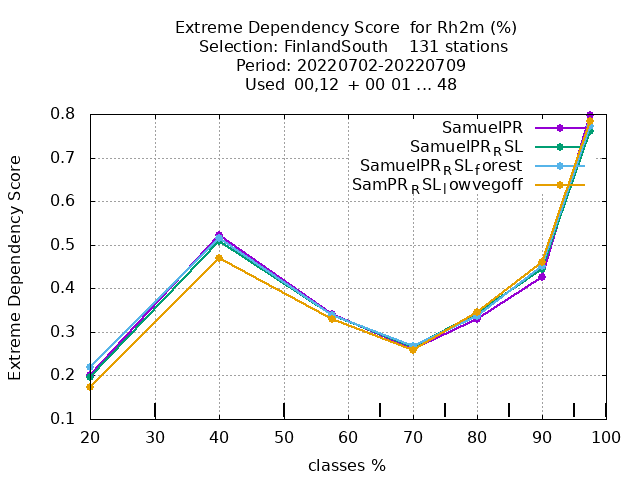 Extreme Dependency Score  for Rh2m (%)
Selection: FinlandSouth    131 stations
Period: 20220702-20220709
Used  00,12  + 00 01 ... 48
Extreme Dependency Score
0.8
0.7
0.6
0.5
0.4
0.3
0.2
0.1
SamuelPR
SamuelPR_RSL
SamuelPR_RSL_forest
SamPR_RSL_lowvegoff
20 30 40 50 60 70 80 90 100
classes %